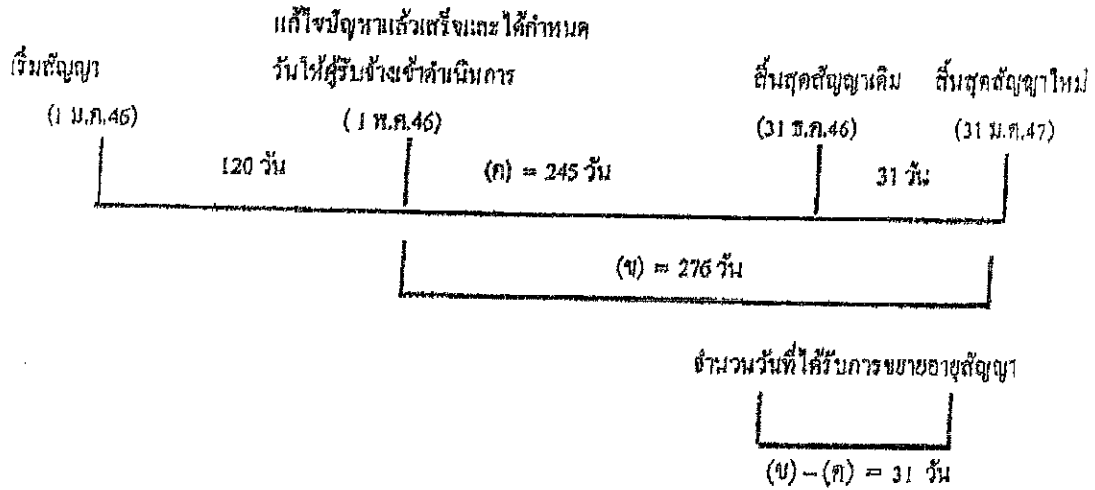 แก้ไขปัญหาแล้วเสร็จและได้กำหนด
เริ่มสัญญา
วันให้ผู้รับจ้างเข้าดำเนินการ
สิ้นสุดสัญญาเดิม
สิ้นสุดสัญญาใหม่
(1 ม.ค.46)
(1 พ.ค.46)
(31 ธ.ค.46)
(31 ม.ค.47)
120 วัน
(ค) = 245 วัน
31 วัน
(ข) = 276 วัน
จำนวนวันที่ได้รับการขยายอายุสัญญา
(ข) – (ค) = 31 วัน